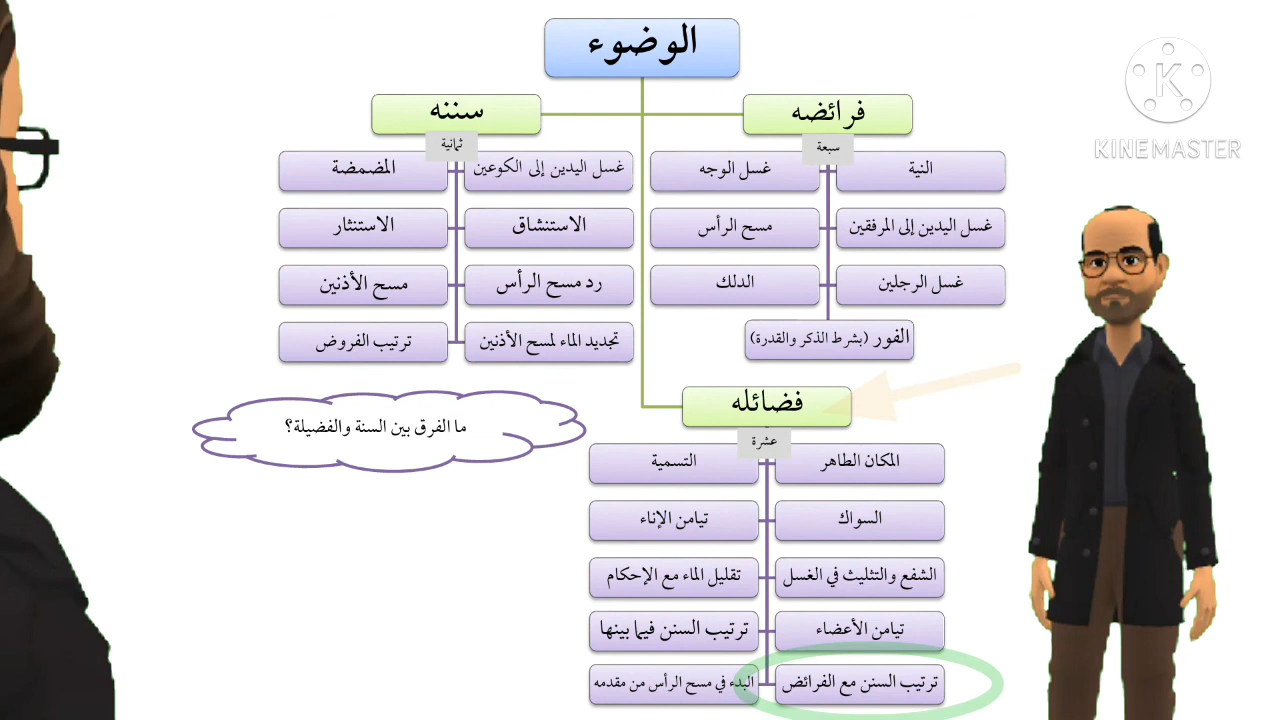 الوضوء
فرائضه
سبعة
النية
غسل الوجه
غسل اليدين إلى المرفقين
مسح الرأس
غسل الرجلين
الدلك
الفور (بشرط الذكر والقدرة)
سننه
ثمانية
غسل اليدين إلى الكوعين
المضمضة
الاستنشاق
الاستنثار
رد مسح الرأس
مسح الأذنين
تجديد الماء لمسح الأذنين
ترتيب الفروض
فضائله
عشرة
المكان الطاهر
التسمية
السواك
تيامن الإناء
الشفع والتثليث في الغسل
تقليل الماء مع الإحكام
تيامن الأعضاء
ترتيب السنن فيما بينها
ترتيب السنن مع الفرائض
البدء في مسح الرأس من مقدمه
ما الفرق بين السنة والفضيلة؟
K
KINEMASTER